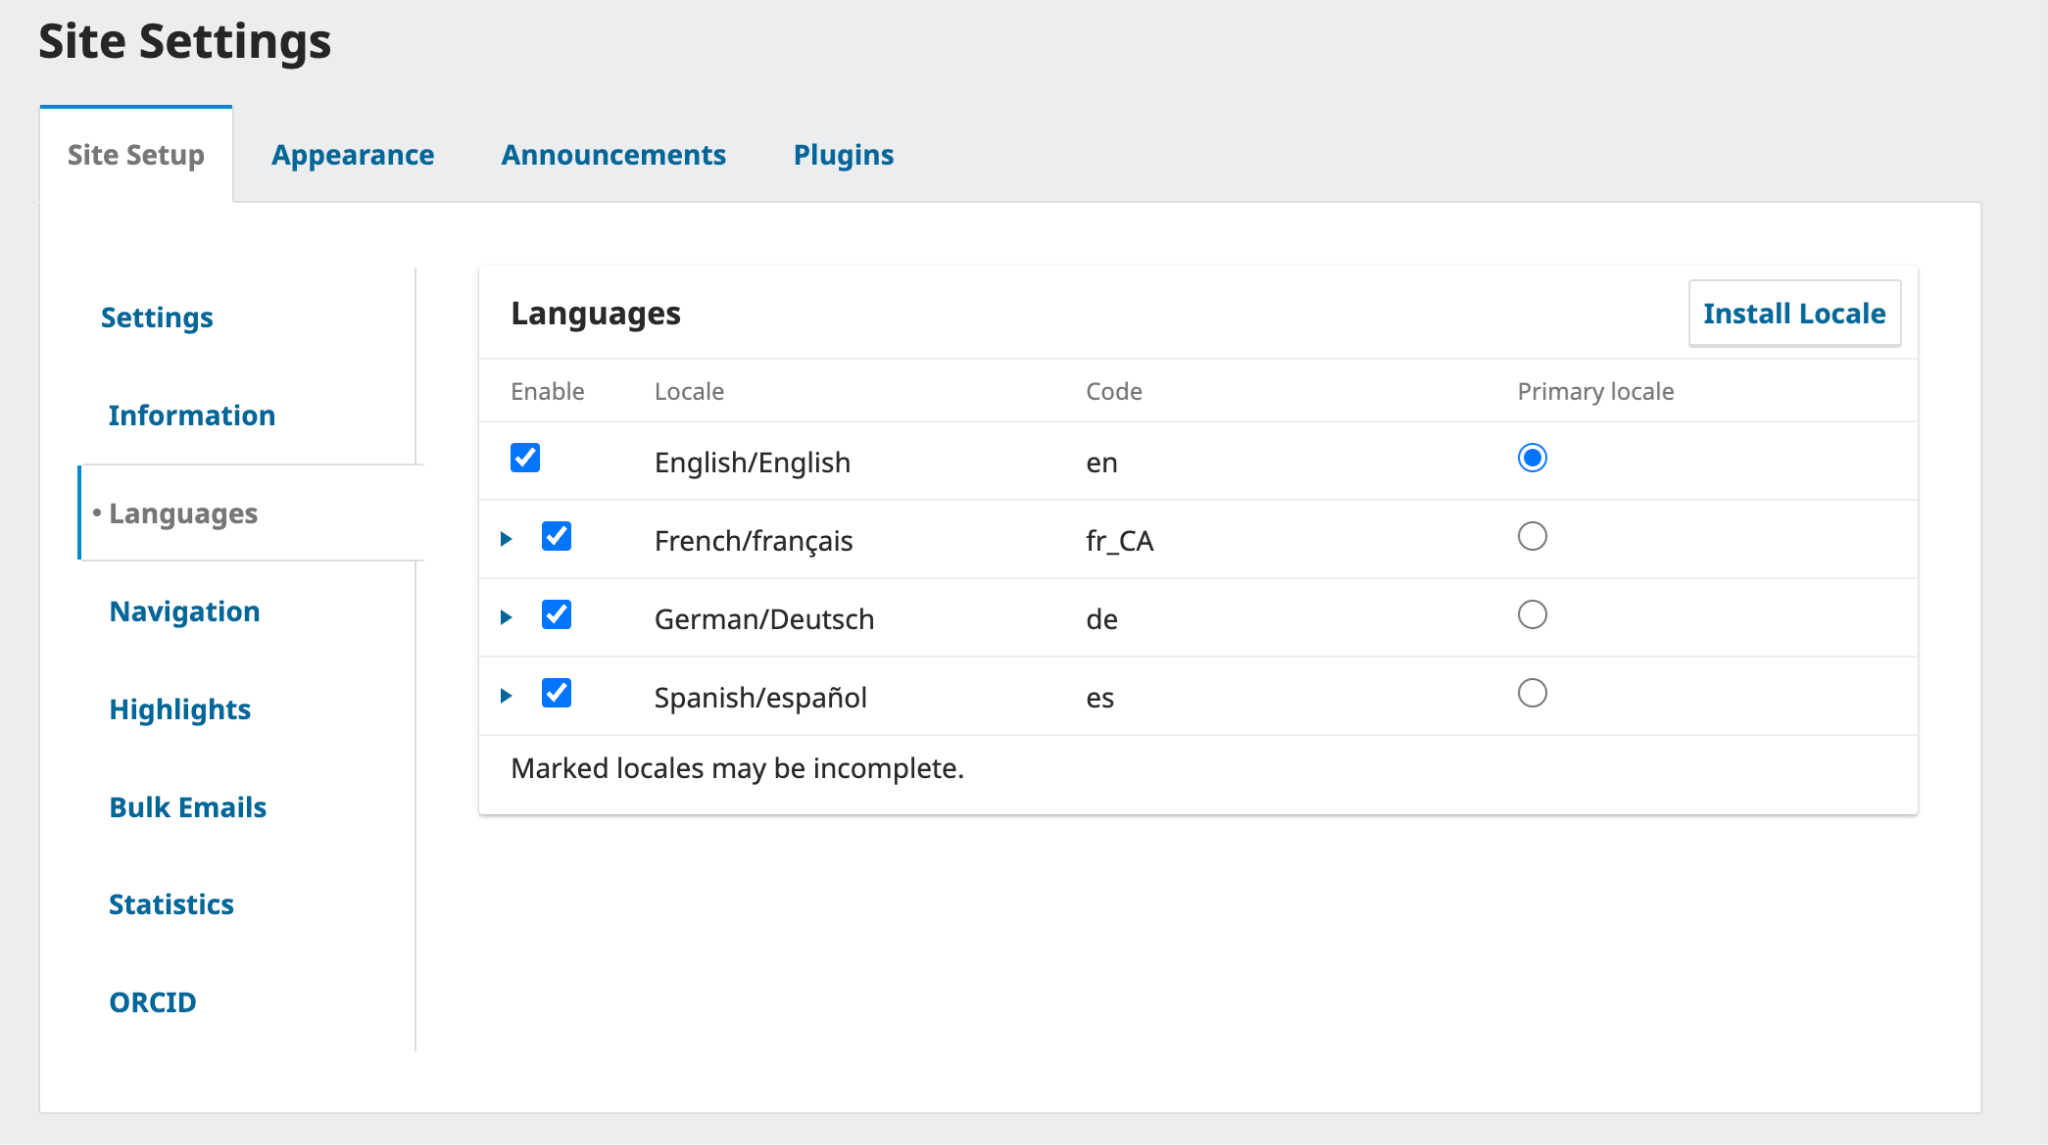 Site Settings
Site Setup
Appearance
Announcements
Plugins
Settings
Information
• Languages
Navigation
Highlights
Bulk Emails
Statistics
ORCID
Languages
Install Locale
Enable Locale Code Primary locale
English/English en
French/français fr_CA
German/Deutsch de
Spanish/español es
Marked locales may be incomplete.